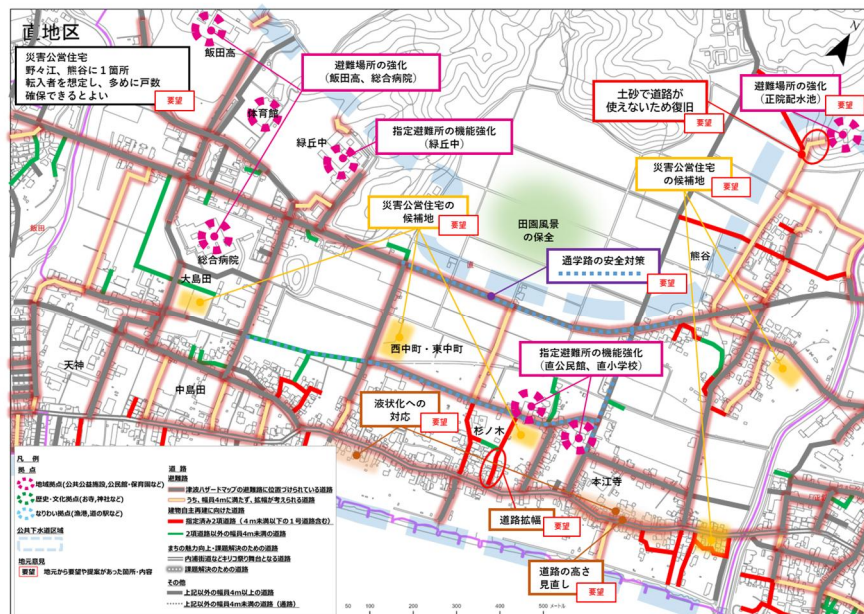 直地区
災害公営住宅
野々江、熊谷に1箇所
転入者を想定し、多めに戸数
確保できるとよい
要望
飯田高
避難場所の強化
(飯田高、総合病院)
要望
体育館
緑丘中
指定避難所の機能強化
(緑丘中)
要望
土砂で道路が
使えないため復旧
要望
避難場所の強化
(正院配水池)
要望
災害公営住宅の
候補地
要望
災害公営住宅
の候補地
要望
田園風景
の保全
飯田
総合病院
大島田
通学路の安全対策
要望
直
熊谷
西中町・東中町
天神
中島田
指定避難所の機能強化
(直公民館、直小学校)
要望
液状化への
対応
要望
杉ノ木
本江寺
道路拡幅
要望
道路の高さ
見直し
要望
凡 例
拠 点
地域拠点(公共公益施設,公民館・保育園など)
歴史・文化拠点(お寺,神社など)
なりわい拠点(漁港,道の駅など)
公共下水道区域
地元意見
要望 地元から要望や提案があった箇所・内容
道 路
避難路
津波ハザードマップの避難路に位置づけられている道路
うち、幅員4mに満たず、拡幅が考えられる道路
建物自主再建に向けた道路
指定済み2項道路(4m未満以下の1号道路含む)
2項道路以外の幅員4m未満の道路
まちの魅力向上・課題解決のための道路
内浦街道などキリコ祭り舞台となる道路
課題解決のための道路
その他
上記以外の幅員4m以上の道路
上記以外の幅員4m未満の道路(通路)
50 100 200 300 400 500 メートル
N